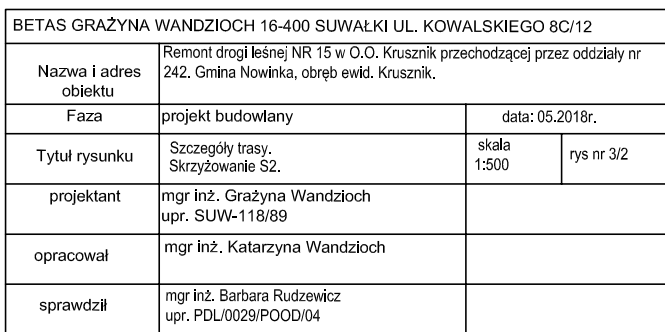 BETAS GRAŻYNA WANDZIOCH 16-400 SUWAŁKI UL. KOWALSKIEGO 8C/12
Nazwa i adres
obiektu
Remont drogi leśnej NR 15 w O.O. Krusznik przechodzącej przez oddziały nr
242. Gmina Nowinka, obręb ewid. Krusznik.
Faza
projekt budowlany
data: 05.2018r.
Tytuł rysunku
Szczegóły trasy.
Skrzyżowanie S2.
skala
1:500
rys nr 3/2
projektant
mgr inż. Grażyna Wandzioch
upr. SUW-118/89
opracował
mgr inż. Katarzyna Wandzioch
sprawdził
mgr inż. Barbara Rudzewicz
upr. PDL/0029/POOD/04